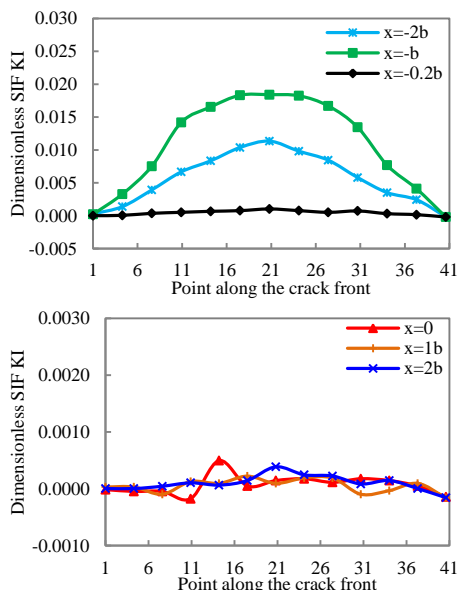 0.030
0.025
0.020
0.015
0.010
0.005
0.000
-0.005
Dimensionless SIF KI
x=-2b
x=-b
x=-0.2b
1 6 11 16 21 26 31 36 41
Point along the crack front
0.0030
0.0020
0.0010
0.0000
-0.0010
Dimensionless SIF KI
x=0
x=1b
x=2b
1 6 11 16 21 26 31 36 41
Point along the crack front